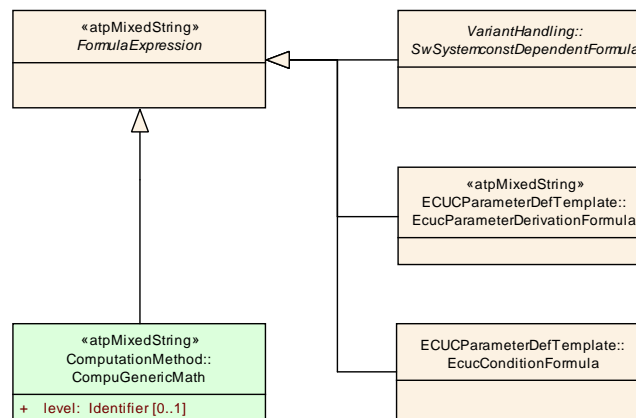 «atpMixedString»
FormulaExpression
VariantHandling::
SwSystemconstDependentFormula
«atpMixedString»
ECUCParameterDefTemplate::
EcucParameterDerivationFormula
«atpMixedString»
ComputationMethod::
CompuGenericMath
+ level: Identifier [0..1]
ECUCParameterDefTemplate::
EcucConditionFormula